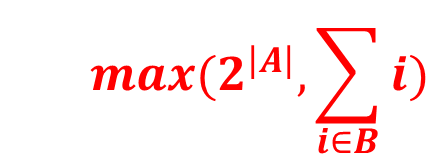 max(2^|A|, ∑_{i∈B} i)